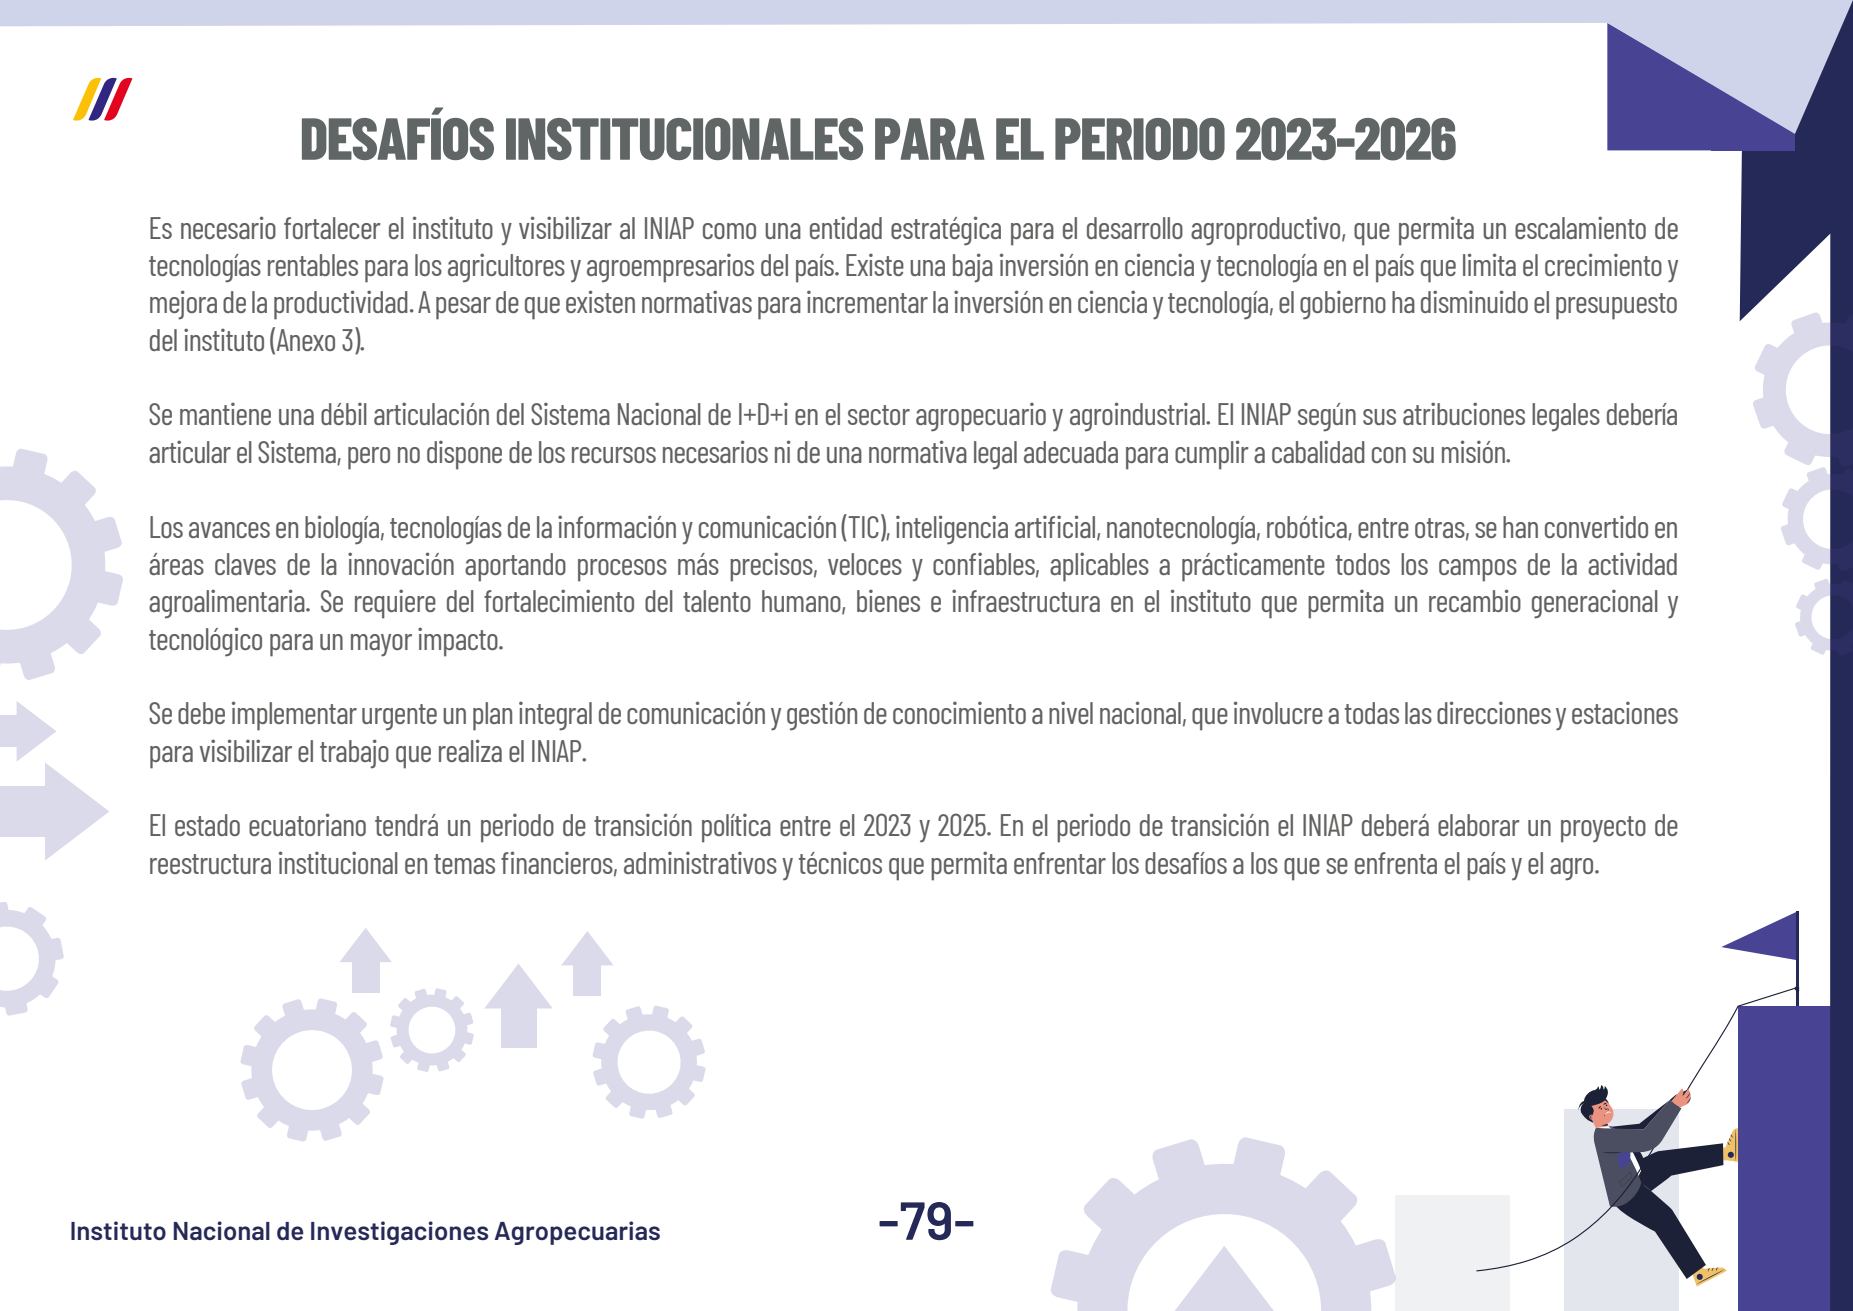 DESAFÍOS INSTITUCIONALES PARA EL PERIODO 2023-2026
Es necesario fortalecer el instituto y visibilizar al INIAP como una entidad estratégica para el desarrollo agroproductivo, que permita un escalamiento de
tecnologías rentables para los agricultores y agroempresarios del país. Existe una baja inversión en ciencia y tecnología en el país que limita el crecimiento y
mejora de la productividad. A pesar de que existen normativas para incrementar la inversión en ciencia y tecnología, el gobierno ha disminuido el presupuesto
del instituto (Anexo 3).
Se mantiene una débil articulación del Sistema Nacional de I+D+i en el sector agropecuario y agroindustrial. El INIAP según sus atribuciones legales debería
articular el Sistema, pero no dispone de los recursos necesarios ni de una normativa legal adecuada para cumplir a cabalidad con su misión.
Los avances en biología, tecnologías de la información y comunicación (TIC), inteligencia artificial, nanotecnología, robótica, entre otras, se han convertido en
áreas claves de la innovación aportando procesos más precisos, veloces y confiables, aplicables a prácticamente todos los campos de la actividad
agroalimentaria. Se requiere del fortalecimiento del talento humano, bienes e infraestructura en el instituto que permita un recambio generacional y
tecnológico para un mayor impacto.
Se debe implementar urgente un plan integral de comunicación y gestión de conocimiento a nivel nacional, que involucre a todas las direcciones y estaciones
para visibilizar el trabajo que realiza el INIAP.
El estado ecuatoriano tendrá un periodo de transición política entre el 2023 y 2025. En el periodo de transición el INIAP deberá elaborar un proyecto de
reestructura institucional en temas financieros, administrativos y técnicos que permita enfrentar los desafíos a los que se enfrenta el país y el agro.
Instituto Nacional de Investigaciones Agropecuarias
-79-